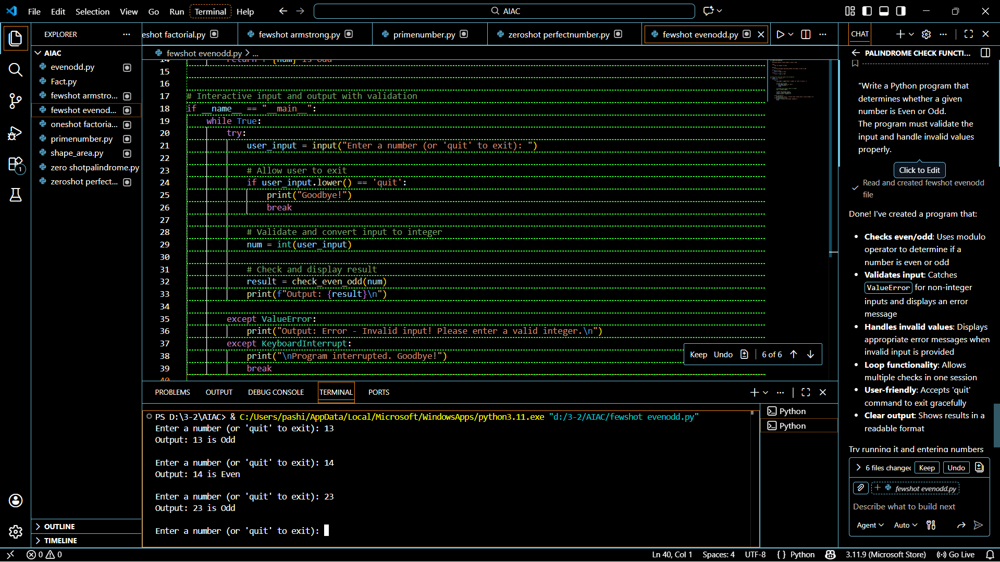 File Edit Selection View Go Run Terminal Help
AIAC
EXPLORER
AIAC
evenodd.py
Fact.py
fewshot armstro...
fewshot evenod...
oneshot factoria...
primenumber.py
shape_area.py
zero shotpalindrome.py
zeroshot perfect...
OUTLINE
TIMELINE
eshot factorial.py
fewshot armstrong.py
primenumber.py
zeroshot perfectnumber.py
fewshot evenodd.py
fewshot evenodd.py > ...
14
15
16
17 # Interactive input and output with validation
18 if __name__ == "__main__":
19 while True:
20 try:
21 user_input = input("Enter a number (or 'quit' to exit): ")
22
23 # Allow user to exit
24 if user_input.lower() == 'quit':
25 print("Goodbye!")
26 break
27
28 # Validate and convert input to integer
29 num = int(user_input)
30
31 # Check and display result
32 result = check_even_odd(num)
33 print(f"Output: {result}\n")
34
35 except ValueError:
36 print("Output: Error - Invalid input! Please enter a valid integer.\n")
37 except KeyboardInterrupt:
38 print("\nProgram interrupted. Goodbye!")
39 break
40
Keep Undo 6 of 6
PROBLEMS OUTPUT DEBUG CONSOLE TERMINAL PORTS
PS D:\3-2\AIAC> & C:/Users/pashi/AppData/Local/Microsoft/WindowsApps/python3.11.exe "d:/3-2/AIAC/fewshot evenodd.py"
Enter a number (or 'quit' to exit): 13
Output: 13 is Odd
Enter a number (or 'quit' to exit): 14
Output: 14 is Even
Enter a number (or 'quit' to exit): 23
Output: 23 is Odd
Enter a number (or 'quit' to exit):
Python
Python
CHAT
PALINDROME CHECK FUNCTI...
“Write a Python program that
determines whether a given
number is Even or Odd.
The program must validate the
input and handle invalid values
properly.
Click to Edit
Read and created fewshot evenodd
file
Done! I've created a program that:
• Checks even/odd: Uses modulo
operator to determine if a
number is even or odd
• Validates input: Catches
ValueError for non-integer
inputs and displays an error
message
• Handles invalid values: Displays
appropriate error messages when
invalid input is provided
• Loop functionality: Allows
multiple checks in one session
• User-friendly: Accepts 'quit'
command to exit gracefully
• Clear output: Shows results in a
readable format
Try running it and entering numbers
6 files changed Keep Undo
fewshot evenodd.py
Describe what to build next
Agent Auto
1
0 0
Ln 40, Col 1 Spaces: 4 UTF-8 {} Python 3.11.9 (Microsoft Store) Go Live